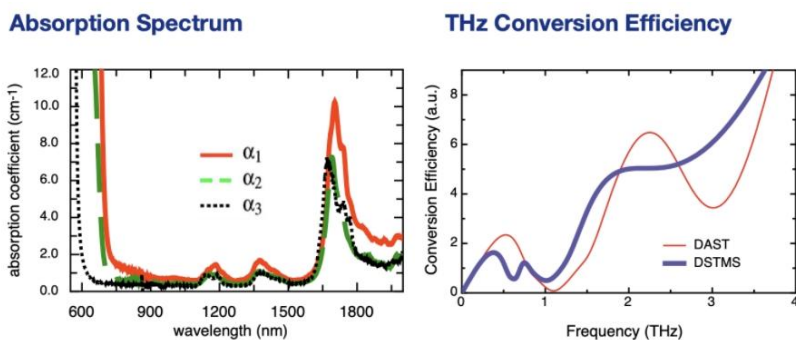 Absorption Spectrum
THz Conversion Efficiency
absorption coefficient (cm-1)
12.0
10.0
8.0
6.0
4.0
2.0
0.0
α1
α2
α3
600
900
1200
1500
1800
wavelength (nm)
Conversion Efficiency (a.u.)
8
6
4
2
0
DAST
DSTMS
0
1
2
3
4
Frequency (THz)